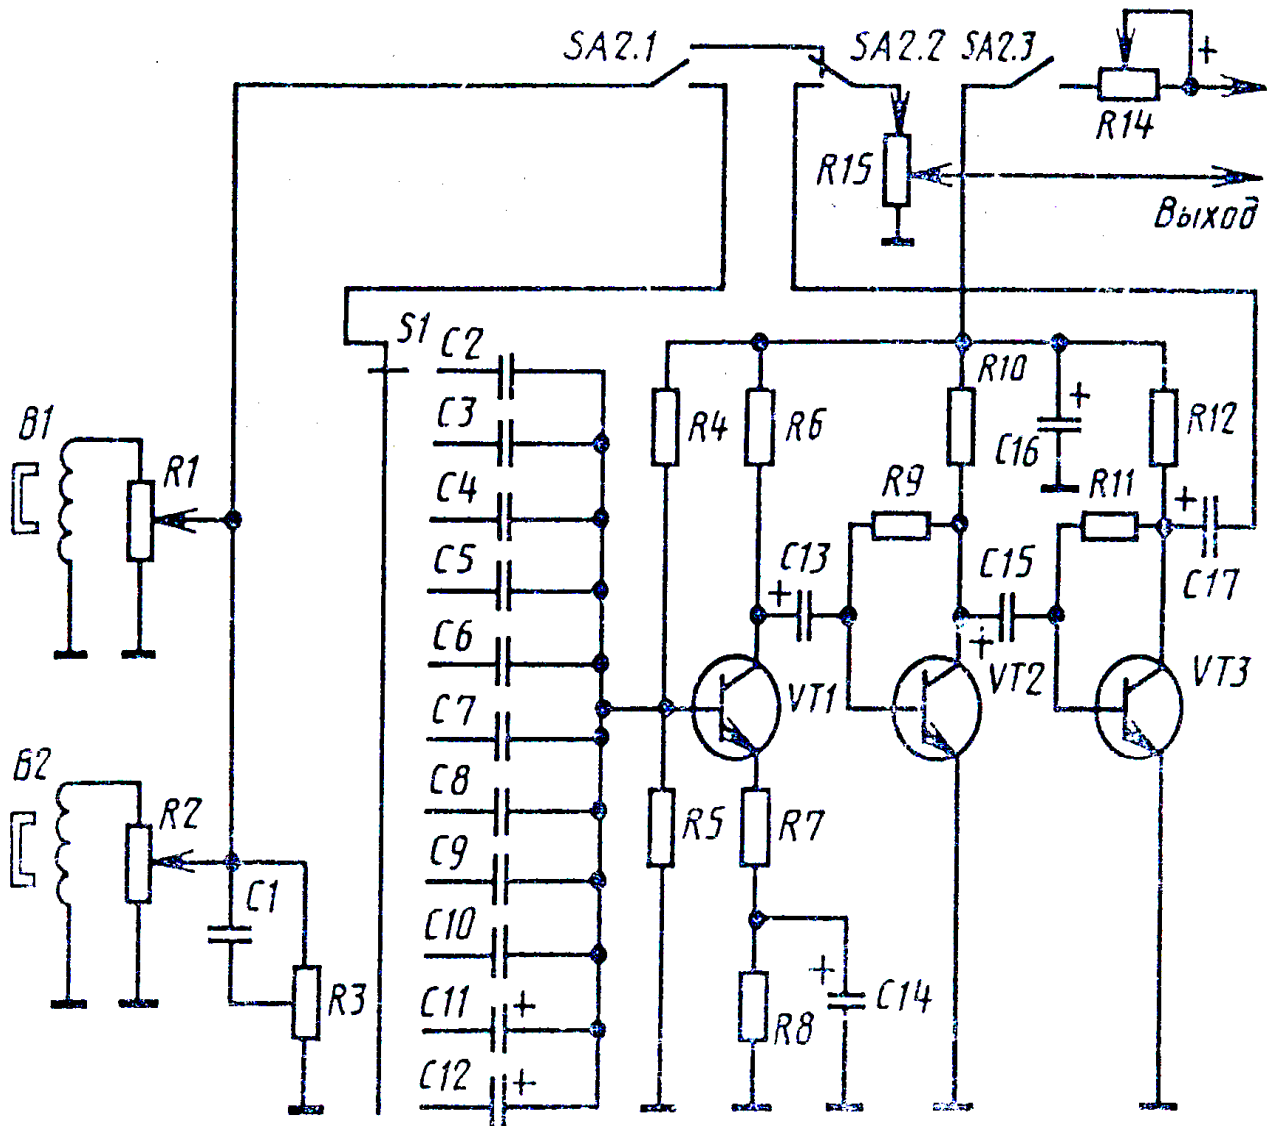 SA2.1
SA2.2
SA2.3
+
R14
R15
Выход
S1
C2
R10
B1
C3
R4
R6
+
C16
R12
R1
C4
R9
R11
+
C5
C13
+
C15
C17
C6
+
VT1
VT2
VT3
C7
B2
R2
C8
R5
R7
C9
C1
C10
+
R3
C11
+
C14
R8
C12
+